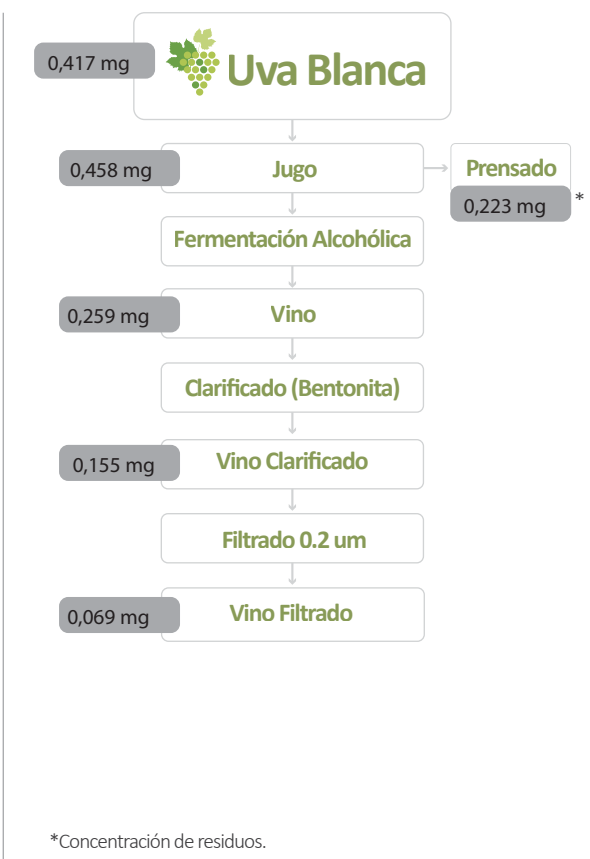 0,417 mg
Uva Blanca
0,458 mg
Jugo
Prensado
0,223 mg *
Fermentación Alcohólica
0,259 mg
Vino
Clarificado (Bentonita)
0,155 mg
Vino Clarificado
Filtrado 0.2 um
0,069 mg
Vino Filtrado
*Concentración de residuos.